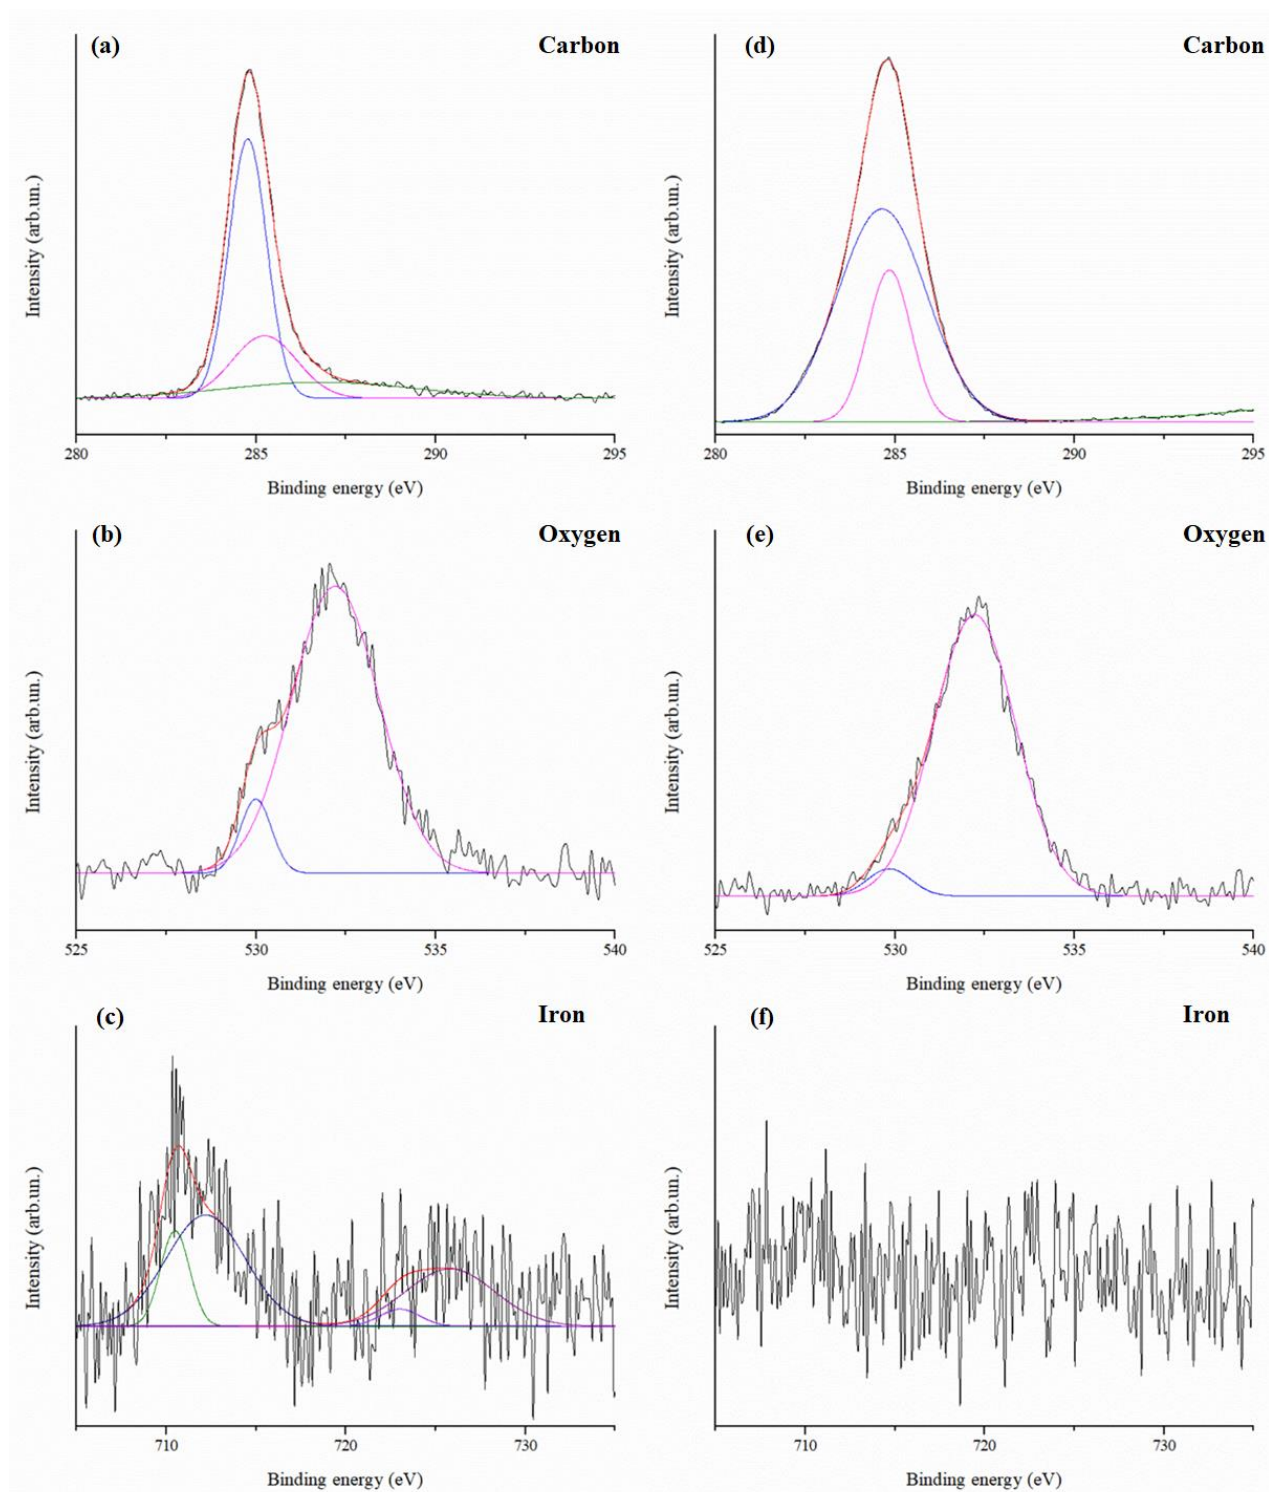 (a) Carbon
Intensity (arb.un.)
280 285 290 295
Binding energy (eV)
(d) Carbon
Intensity (arb.un.)
280 285 290 295
Binding energy (eV)
(b) Oxygen
Intensity (arb.un.)
525 530 535 540
Binding energy (eV)
(e) Oxygen
Intensity (arb.un.)
525 530 535 540
Binding energy (eV)
(c) Iron
Intensity (arb.un.)
710 720 730
Binding energy (eV)
(f) Iron
Intensity (arb.un.)
710 720 730
Binding energy (eV)